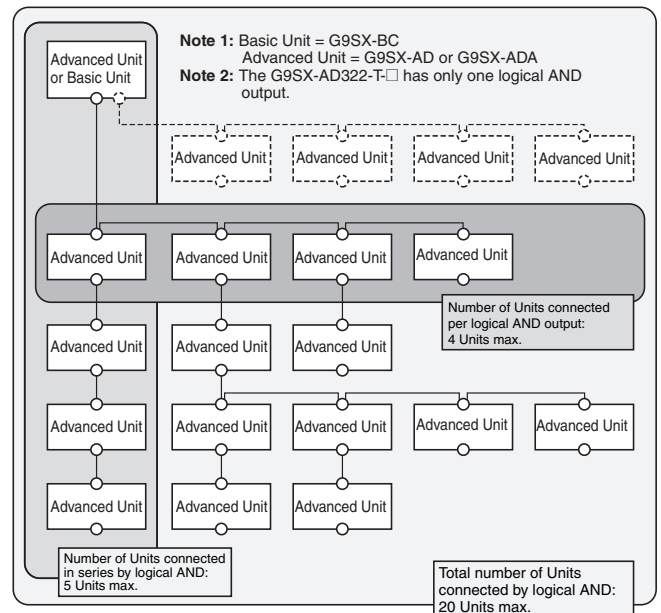 Advanced Unit
or Basic Unit
Note 1: Basic Unit = G9SX-BC
Advanced Unit = G9SX-AD or G9SX-ADA
Note 2: The G9SX-AD322-T-□ has only one logical AND
output.
Advanced Unit Advanced Unit Advanced Unit Advanced Unit
Advanced Unit Advanced Unit Advanced Unit Advanced Unit
Number of Units connected
per logical AND output:
4 Units max.
Advanced Unit Advanced Unit Advanced Unit
Advanced Unit Advanced Unit Advanced Unit Advanced Unit Advanced Unit
Advanced Unit Advanced Unit Advanced Unit
Number of Units connected
in series by logical AND:
5 Units max.
Total number of Units
connected by logical AND:
20 Units max.